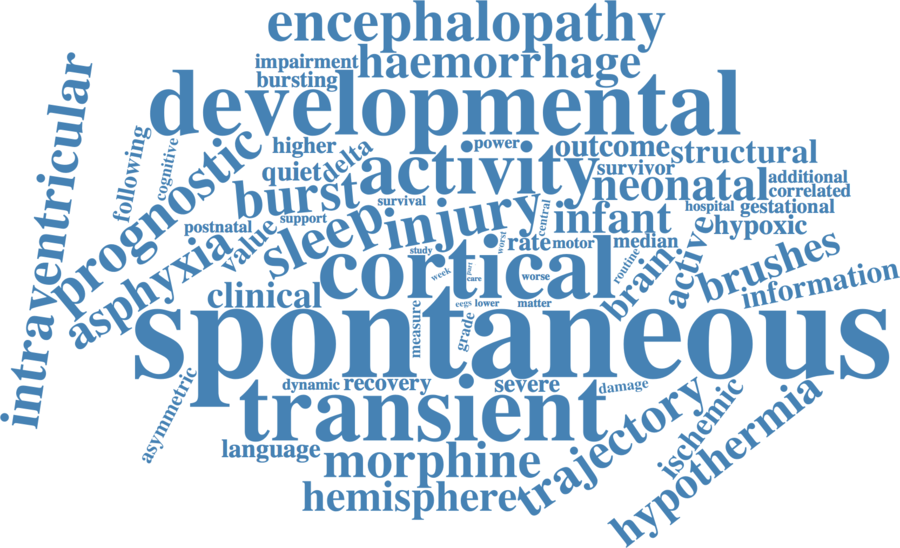 encephalopathy
impairment
haemorrhage
bursting
developmental
intraventricular
following
cognitive
prognostic
higher
quiet
delta
power
outcome
structural
activity
survivor
burst
neonatal
additional
correlated
survival
hospital
gestational
postnatal
support
value
sleep
injury
central
infant
hypoxic
asphyxia
study
worst
rate
motor
median
active
brushes
cortical
week
part
care
worse
routine
brain
information
clinical
eegs
lower
matter
measure
grade
spontaneous
dynamic
recovery
severe
damage
asymmetric
transient
trajectory
ischemic
hypothermia
language
morphine
hemisphere